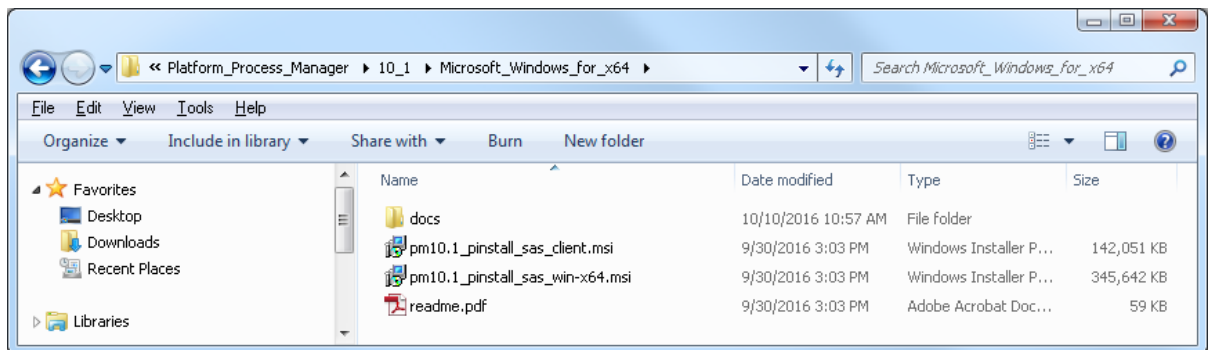 « Platform_Process_Manager ▸ 10_1 ▸ Microsoft_Windows_for_x64 ▸ Search Microsoft_Windows_for_x64
File Edit View Tools Help
Organize Include in library Share with Burn New folder
Name Date modified Type Size
Favorites
Desktop
Downloads
Recent Places
Libraries
docs 10/10/2016 10:57 AM File folder
pm10.1_pinstall_sas_client.msi 9/30/2016 3:03 PM Windows Installer P... 142,051 KB
pm10.1_pinstall_sas_win-x64.msi 9/30/2016 3:03 PM Windows Installer P... 345,642 KB
readme.pdf 9/30/2016 3:03 PM Adobe Acrobat Doc... 59 KB